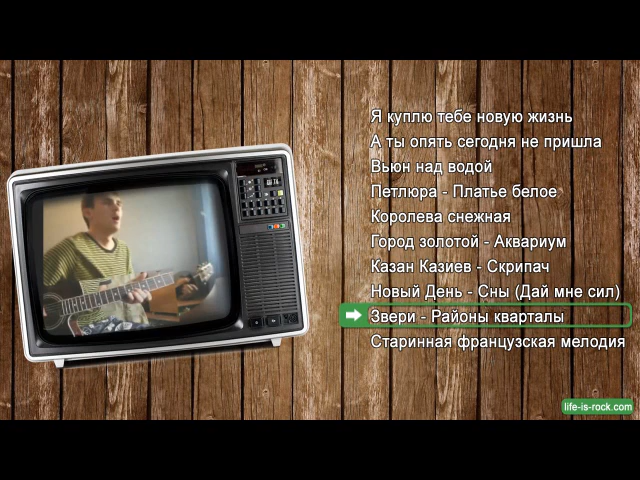 Я куплю тебе новую жизнь
А ты опять сегодня не пришла
Вьюн над водой
Петлюра - Платье белое
Королева снежная
Город золотой - Аквариум
Казан Казиев - Скрипач
Новый День - Сны (Дай мне сил)
Звери - Районы кварталы
Старинная французская мелодия
life-is-rock.com